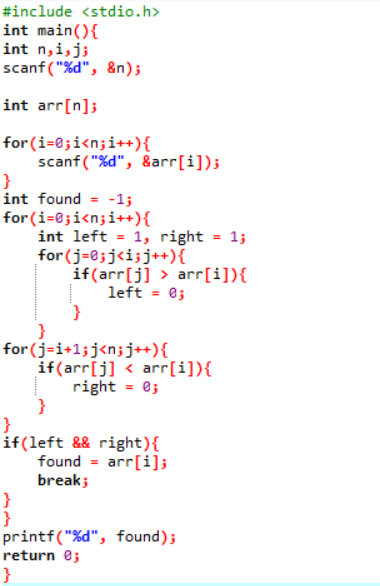 #include <stdio.h>
int main(){
int n,i,j;
scanf("%d", &n);
int arr[n];
for(i=0;i<n;i++){
scanf("%d", &arr[i]);
}
int found = -1;
for(i=0;i<n;i++){
int left = 1, right = 1;
for(j=0;j<i;j++){
if(arr[j] > arr[i]){
left = 0;
}
}
for(j=i+1;j<n;j++){
if(arr[j] < arr[i]){
right = 0;
}
}
if(left && right){
found = arr[i];
break;
}
}
printf("%d", found);
return 0;
}